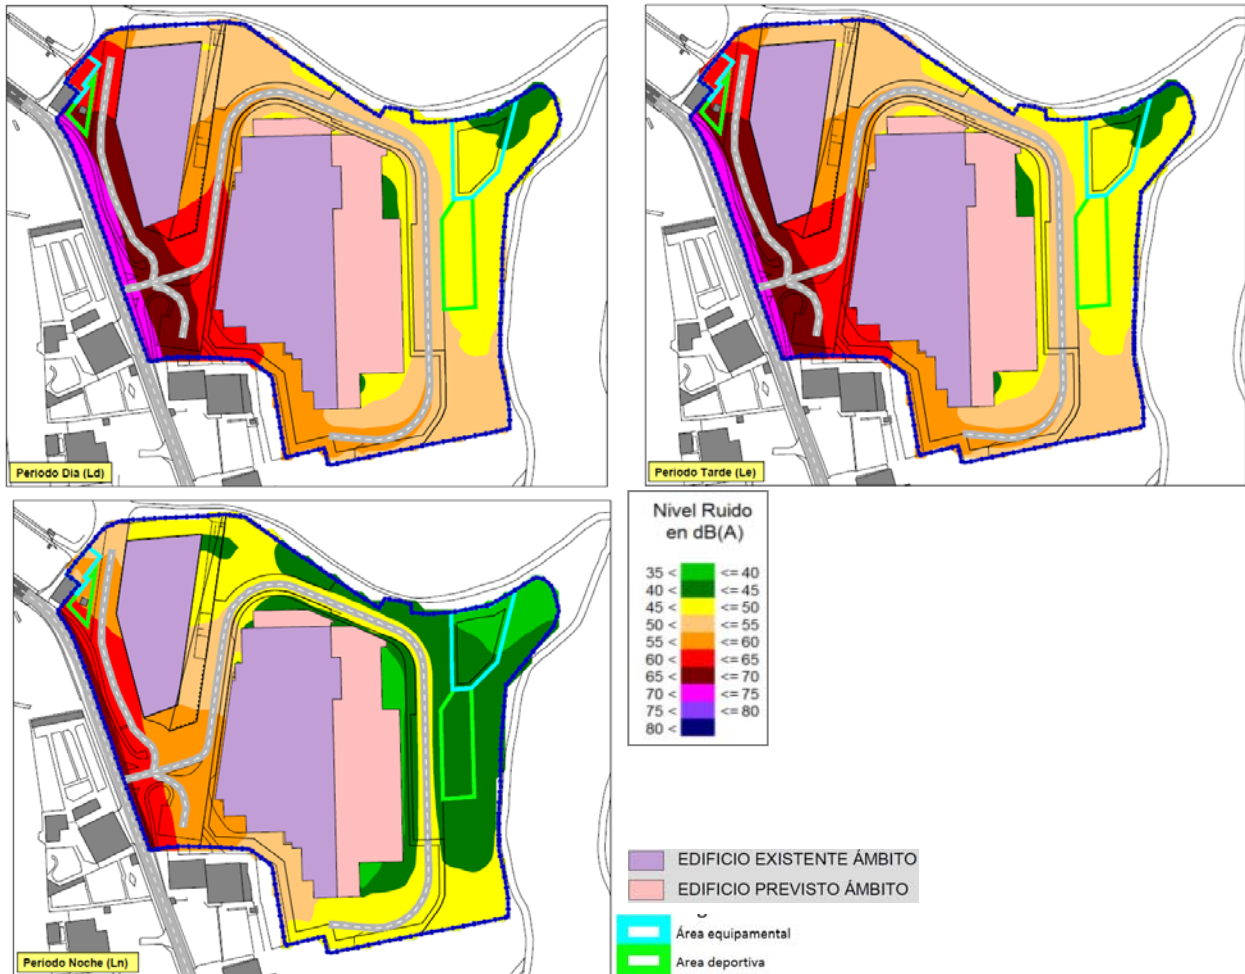 Periodo Dia (Ld)
Periodo Tarde (Le)
Periodo Noche (Ln)
Nivel Ruido
en dB(A)
35 < <= 40
40 < <= 45
45 < <= 50
50 < <= 55
55 < <= 60
60 < <= 65
65 < <= 70
70 < <= 75
75 < <= 80
80 <
EDIFICIO EXISTENTE ÁMBITO
EDIFICIO PREVISTO ÁMBITO
Área equipamental
Area deportiva